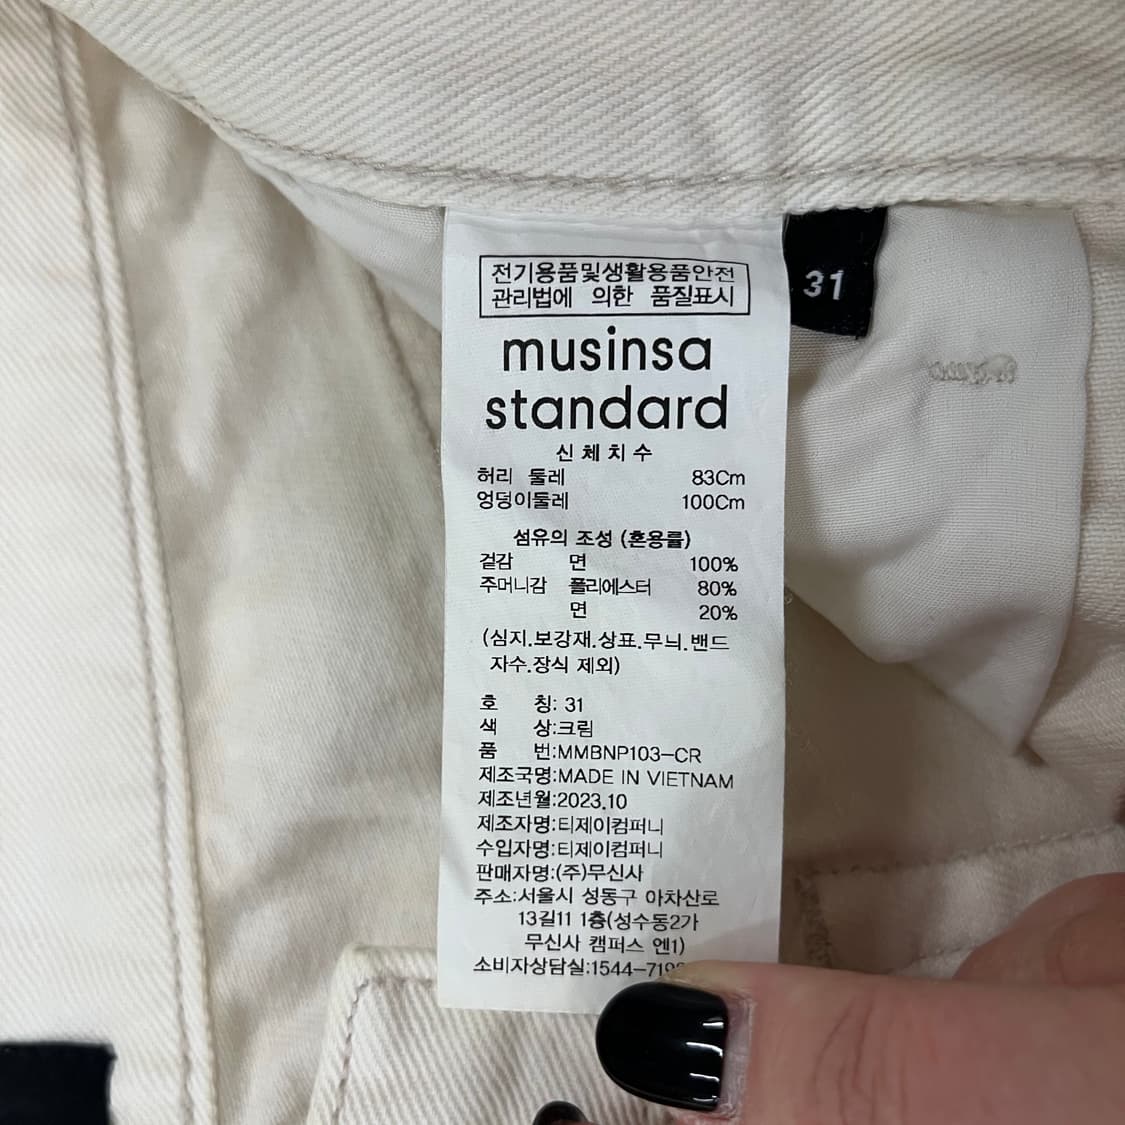 전기용품및생활용품안전
관리법에 의한 품질표시
31
musinsa
standard
신체치수
허리 둘레 83Cm
엉덩이둘레 100Cm
섬유의 조성 (혼용률)
겉감 면 100%
주머니감 폴리에스터 80%
면 20%
(심지.보강재.상표.무늬.밴드
자수.장식 제외)
호 칭: 31
색 상:크림
품 번:MMBNP103-CR
제조국명:MADE IN VIETNAM
제조년월:2023.10
제조자명:티제이컴퍼니
수입자명:티제이컴퍼니
판매자명:(주)무신사
주소:서울시 성동구 아차산로
13길11 1층(성수동2가
무신사 캠퍼스 엔1)
소비자상담실:1544-719